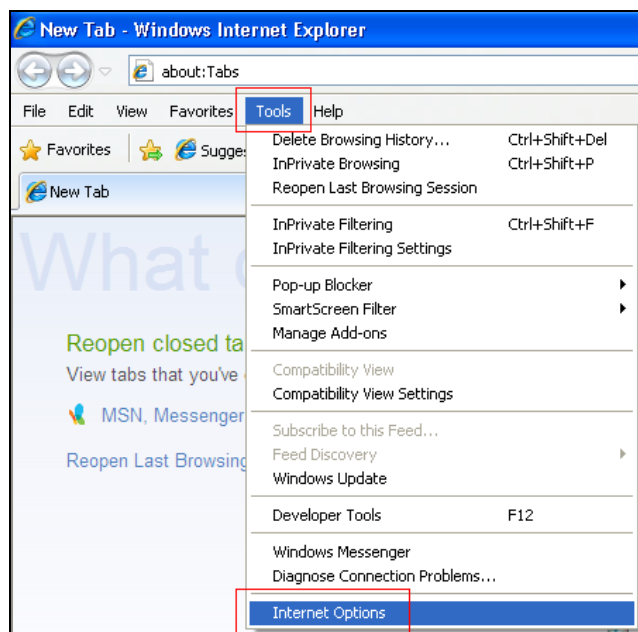 New Tab - Windows Internet Explorer
about:Tabs
File Edit View Favorites Tools Help
Favorites Sugge
New Tab
Delete Browsing History... Ctrl+Shift+Del
InPrivate Browsing Ctrl+Shift+P
Reopen Last Browsing Session
InPrivate Filtering Ctrl+Shift+F
InPrivate Filtering Settings
Pop-up Blocker
SmartScreen Filter
Manage Add-ons
Compatibility View
Compatibility View Settings
Subscribe to this Feed...
Feed Discovery
Windows Update
Developer Tools F12
Windows Messenger
Diagnose Connection Problems...
Internet Options
What
Reopen closed ta
View tabs that you've
MSN, Messenger
Reopen Last Browsing